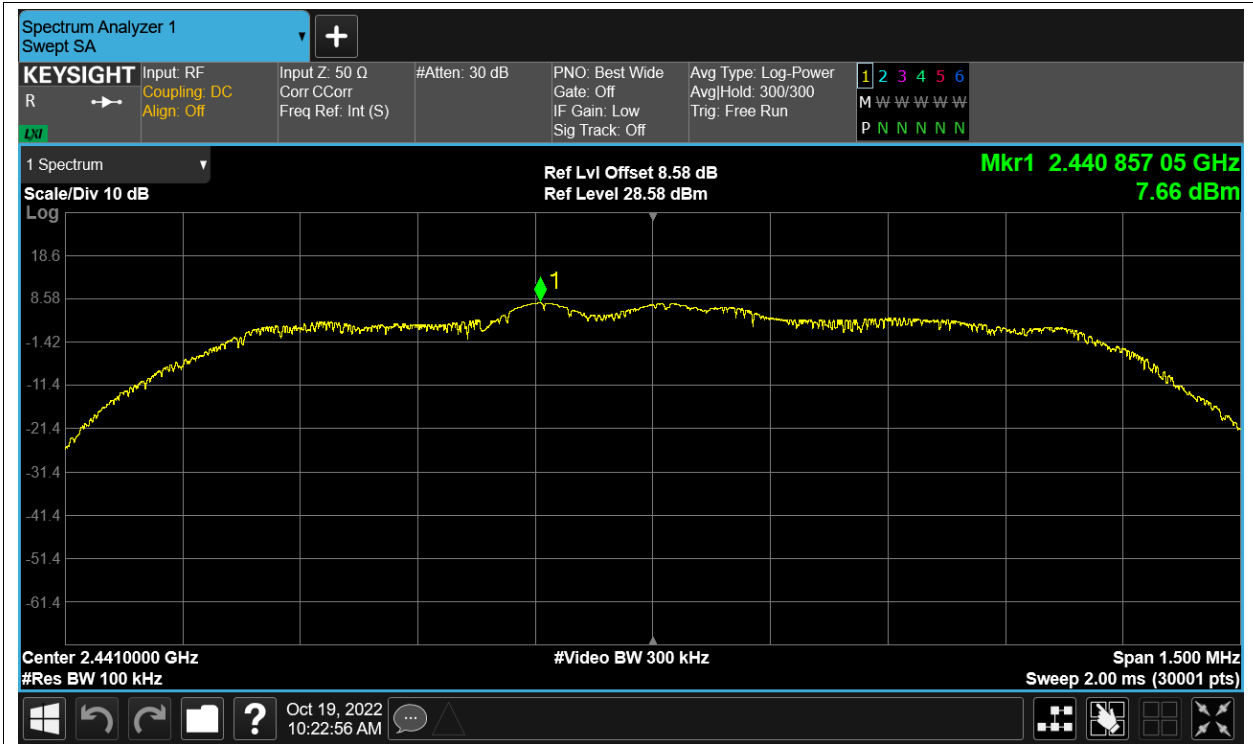 Spectrum Analyzer 1
Swept SA
KEYSIGHT
R
LXI
Input: RF
Coupling: DC
Align: Off
Input Z: 50 Ω
Corr CCorr
Freq Ref: Int (S)
#Atten: 30 dB
PNO: Best Wide
Gate: Off
IF Gain: Low
Sig Track: Off
Avg Type: Log-Power
Avg|Hold: 300/300
Trig: Free Run
1 2 3 4 5 6
M W W W W W W
P N N N N N N
1 Spectrum
Scale/Div 10 dB
Log
Ref Lvl Offset 8.58 dB
Ref Level 28.58 dBm
Mkr1 2.440 857 05 GHz
7.66 dBm
1
18.6
8.58
-1.42
-11.4
-21.4
-31.4
-41.4
-51.4
-61.4
Center 2.4410000 GHz
#Res BW 100 kHz
#Video BW 300 kHz
Span 1.500 MHz
Sweep 2.00 ms (30001 pts)
?
Oct 19, 2022
10:22:56 AM